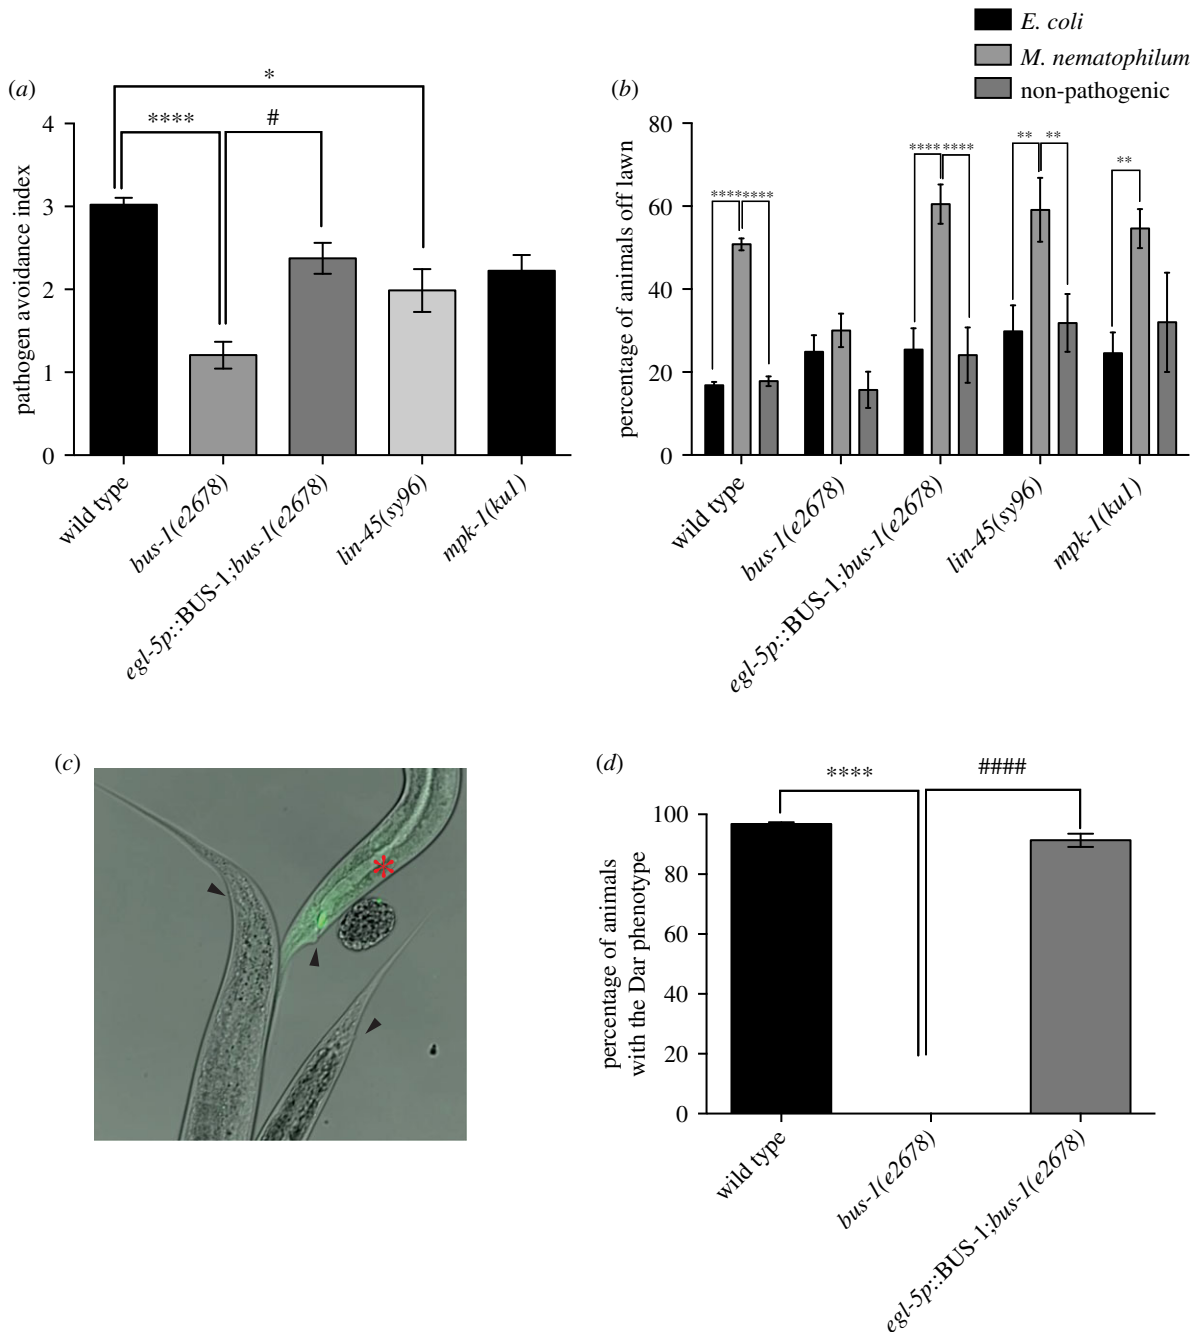 E. coli
M. nematophilum
non-pathogenic
(a)
*
****
#
4
3
2
1
0
pathogen avoidance index
wild type
bus-1(e2678)
egl-5p::BUS-1;bus-1(e2678)
lin-45(sy96)
mpk-1(ku1)
(b)
80
60
40
20
0
percentage of animals off lawn
****
****
****
****
**
**
**
wild type
bus-1(e2678)
egl-5p::BUS-1;bus-1(e2678)
lin-45(sy96)
mpk-1(ku1)
(c)
*
(d)
****
####
100
80
60
40
20
0
percentage of animals
with the Dar phenotype
wild type
bus-1(e2678)
egl-5p::BUS-1;bus-1(e2678)